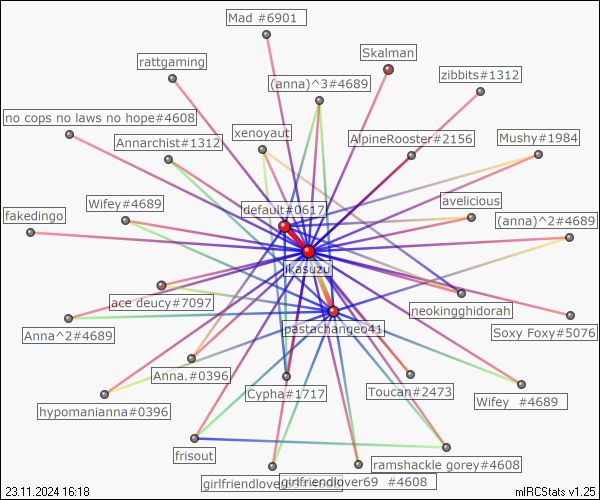 Mad #6901
Skalman
rattgaming
zibbits#1312
(anna)^3#4689
no cops no laws no hope#4608
xenoyaut
Annarchist#1312
AlpineRooster#2156
Mushy#1984
Wifey#4689
avelicious
default#0617
fakedingo
(anna)^2#4689
ikasuzu
ace deucy#7097
neokingghidorah
pastachangeo41
Anna^2#4689
Soxy Foxy#5076
Anna.#0396
Cypha#1717
Toucan#2473
hypomanianna#0396
Wifey #4689
frisout
ramshackle gorey#4608
girlfriendlover69 #4608
23.11.2024 16:18
mIRCStats v1.25